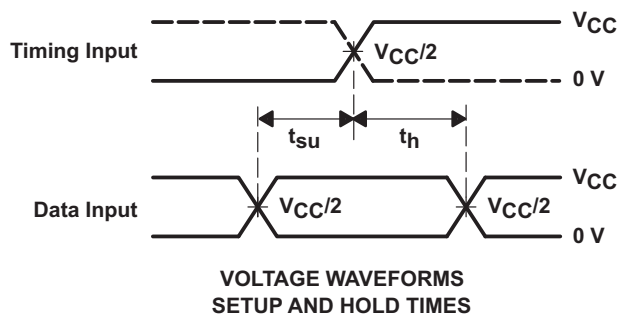 VCC
Timing Input
VCC/2
0 V
tsu
th
VCC
Data Input
VCC/2
VCC/2
0 V
VOLTAGE WAVEFORMS
SETUP AND HOLD TIMES